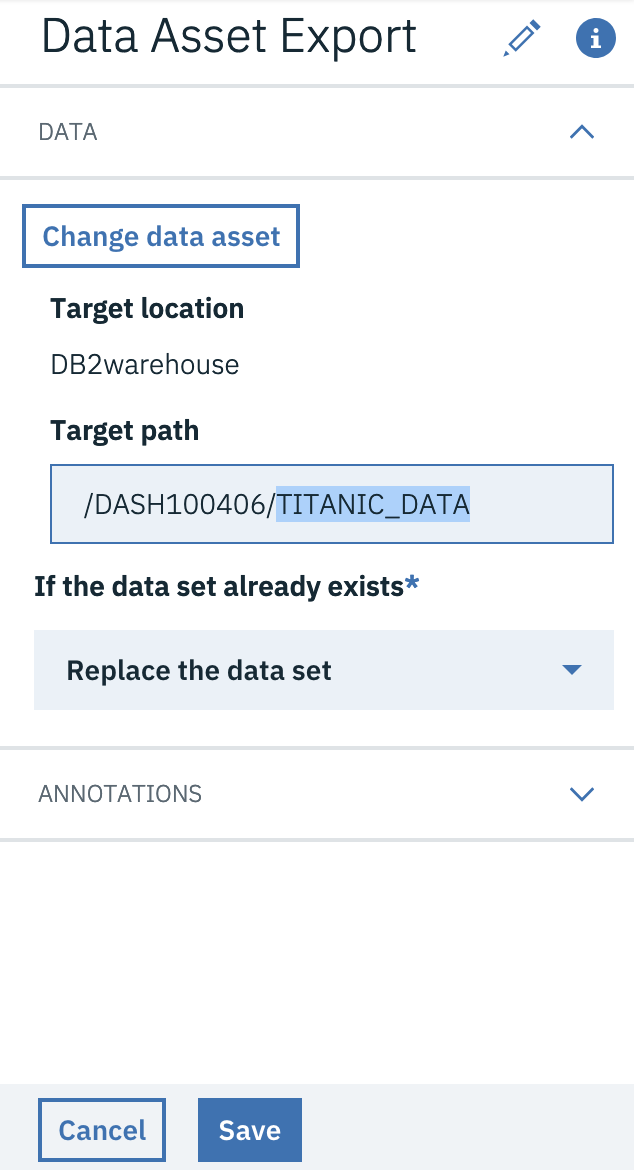 Data Asset Export
DATA
Change data asset
Target location
DB2warehouse
Target path
/DASH100406/TITANIC_DATA
If the data set already exists*
Replace the data set
ANNOTATIONS
Cancel
Save